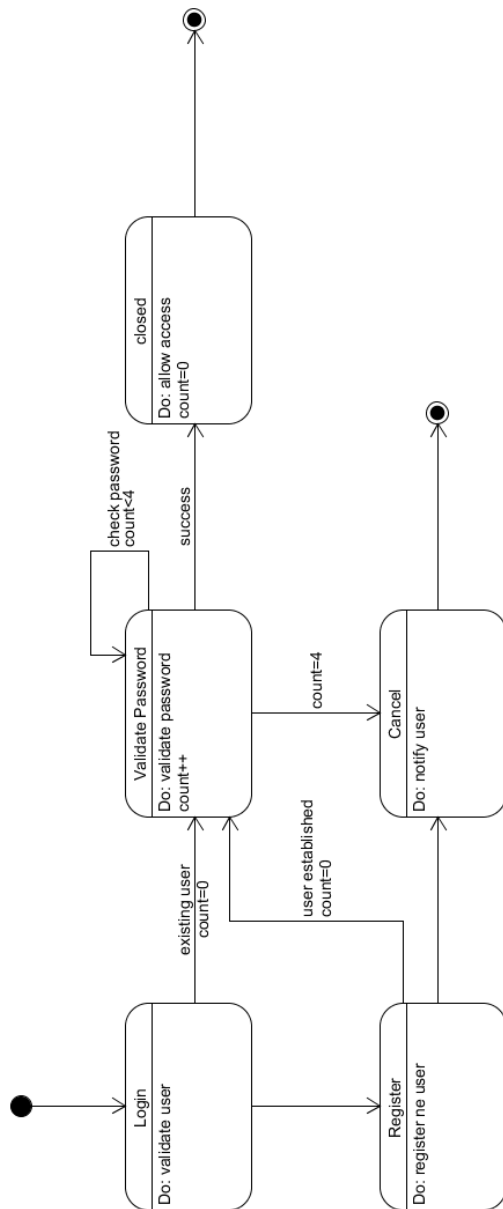 Login
Do: validate user
existing user
count=0
Validate Password
Do: validate password
count++
check password
count<4
success
closed
Do: allow access
count=0
Register
Do: register ne user
user established
count=0
count=4
Cancel
Do: notify user